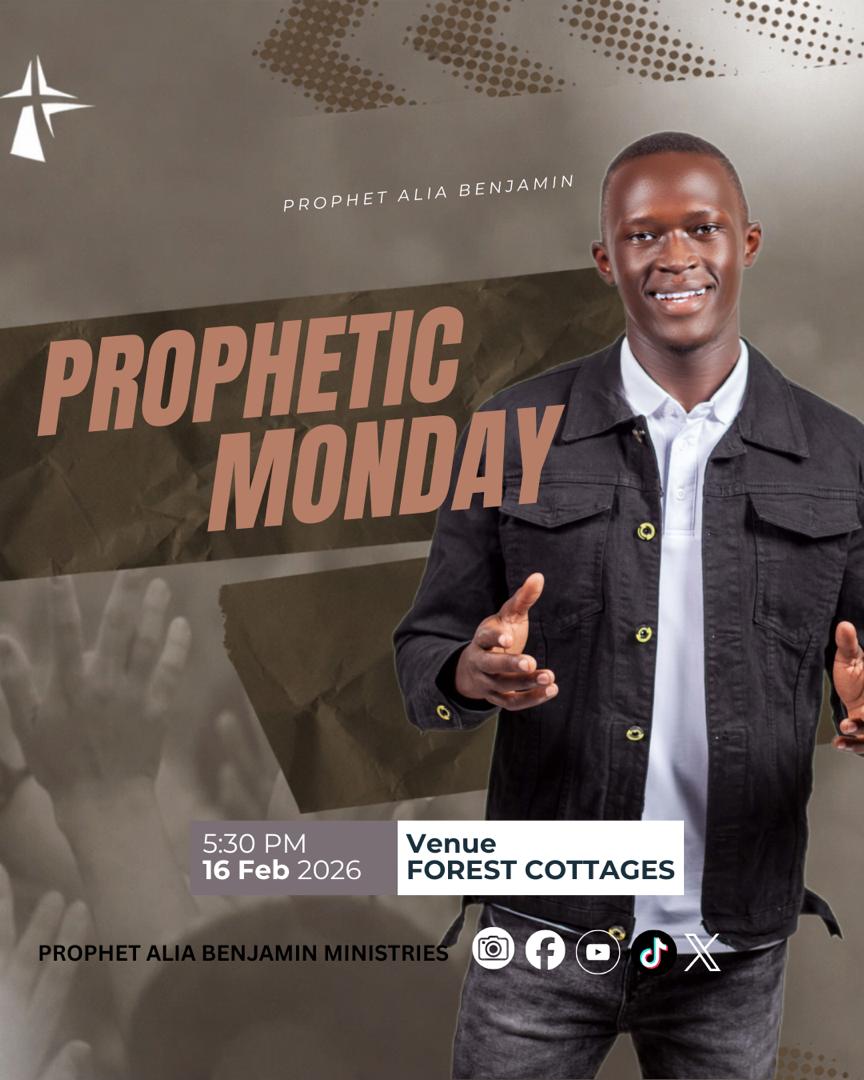 PROPHET ALIA BENJAMIN
PROPHETIC
MONDAY
5:30 PM
16 Feb 2026
Venue
FOREST COTTAGES
PROPHET ALIA BENJAMIN MINISTRIES